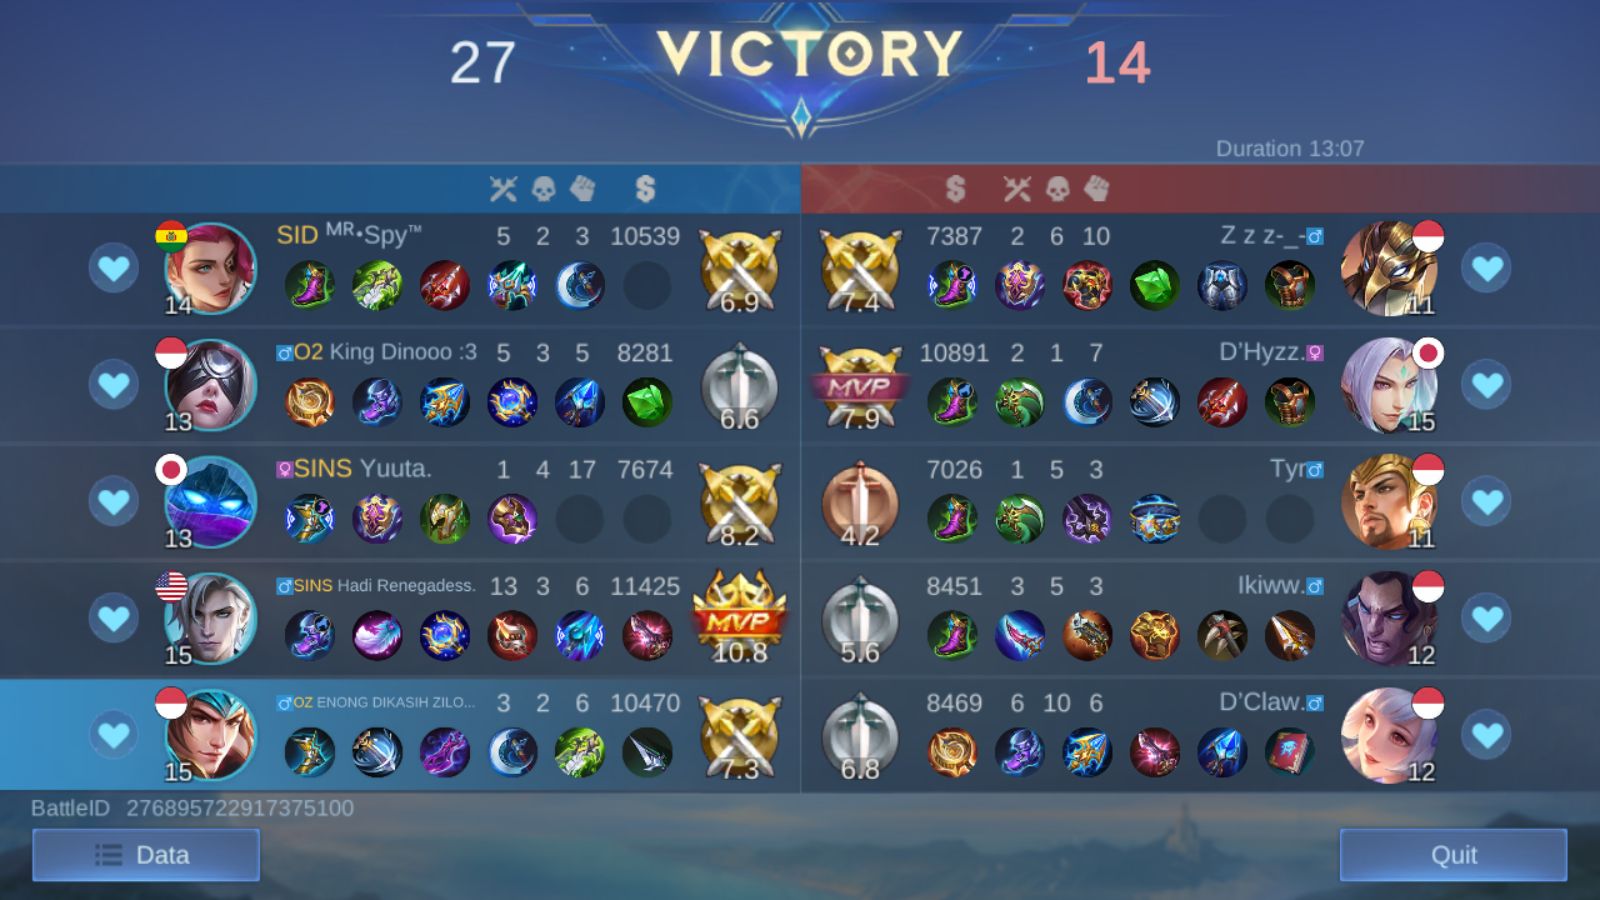 27 VICTORY 14
Duration 13:07
SID ᴹᴿ•Spy™ 5 2 3 10539
14 6.9
7387 2 6 10 Z z z-_-♂
7.4 11
♂O2 King Dinooo :3 5 3 5 8281
13 6.6
10891 2 1 7 D'Hyzz.♀
MVP 7.9 15
♀SINS Yuuta. 1 4 17 7674
13 8.2
7026 1 5 3 Tyr♂
4.2 11
♂SINS Hadi Renegadess. 13 3 6 11425
15 MVP 10.8
8451 3 5 3 Ikiww.♂
5.6 12
♂OZ ENONG DIKASIH ZILO... 3 2 6 10470
15 7.3
8469 6 10 6 D'Claw.♂
6.8 12
BattleID 276895722917375100
Data Quit